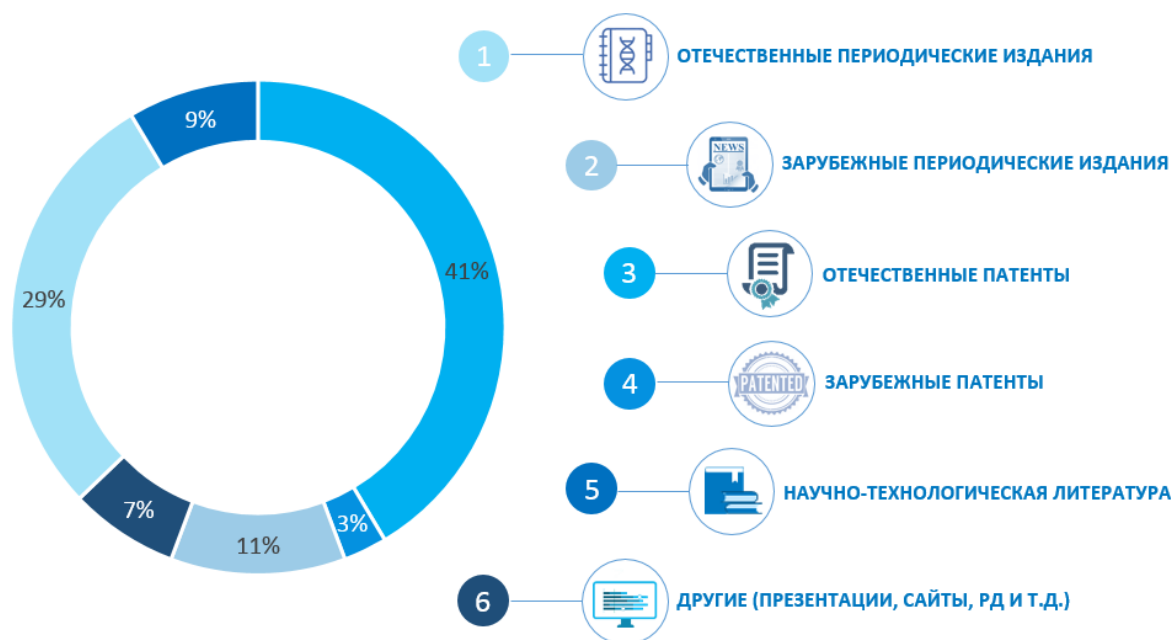 1
ОТЕЧЕСТВЕННЫЕ ПЕРИОДИЧЕСКИЕ ИЗДАНИЯ
2
NEWS
ЗАРУБЕЖНЫЕ ПЕРИОДИЧЕСКИЕ ИЗДАНИЯ
3
ОТЕЧЕСТВЕННЫЕ ПАТЕНТЫ
4
PATENTED
ЗАРУБЕЖНЫЕ ПАТЕНТЫ
5
НАУЧНО-ТЕХНОЛОГИЧЕСКАЯ ЛИТЕРАТУРА
6
ДРУГИЕ (ПРЕЗЕНТАЦИИ, САЙТЫ, РД И Т.Д.)
9%
41%
29%
7%
3%
11%